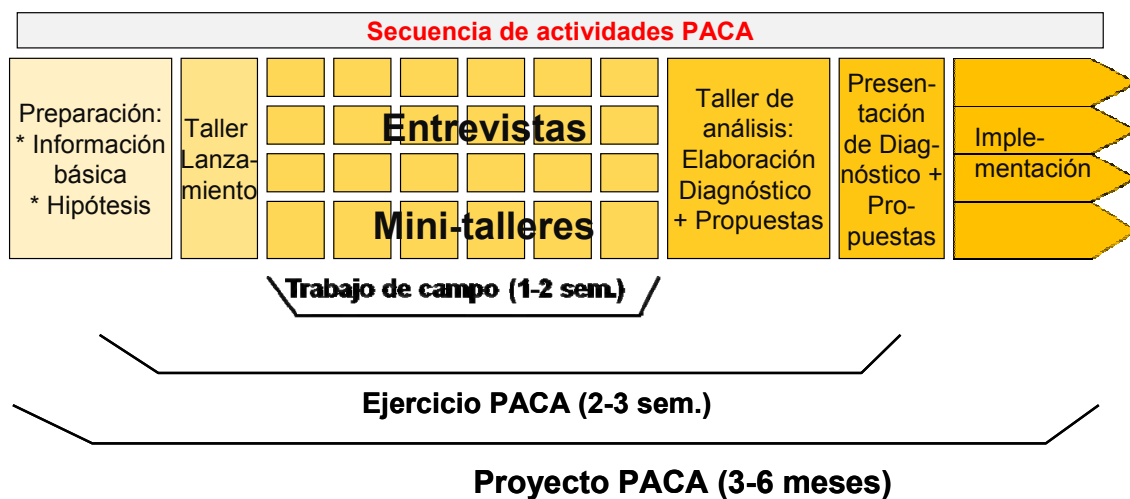 Secuencia de actividades PACA
Preparación:
* Información
básica
* Hipótesis
Taller
Lanza-
miento
Entrevistas
Mini-talleres
Taller de
análisis:
Elaboración
Diagnóstico
+ Propuestas
Presen-
tación
de Diag-
nóstico +
Pro-
puestas
Imple-
mentación
Trabajo de campo (1-2 sem.)
Ejercicio PACA (2-3 sem.)
Proyecto PACA (3-6 meses)